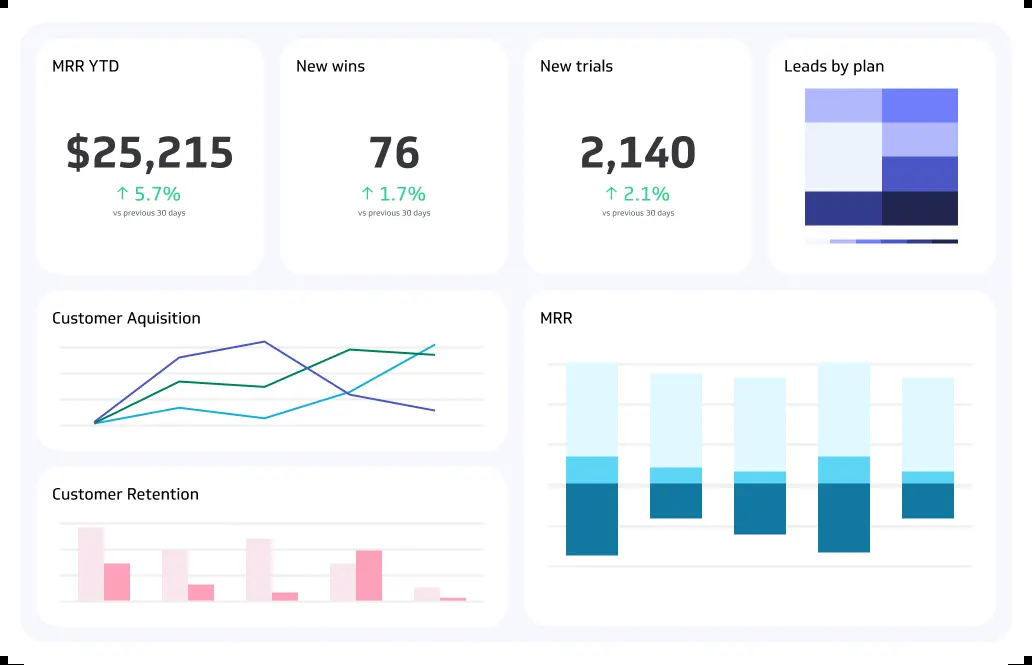 MRR YTD
$25,215
↑ 5.7%
vs previous 30 days
New wins
76
↑ 1.7%
vs previous 30 days
New trials
2,140
↑ 2.1%
vs previous 30 days
Leads by plan
Customer Aquisition
MRR
Customer Retention